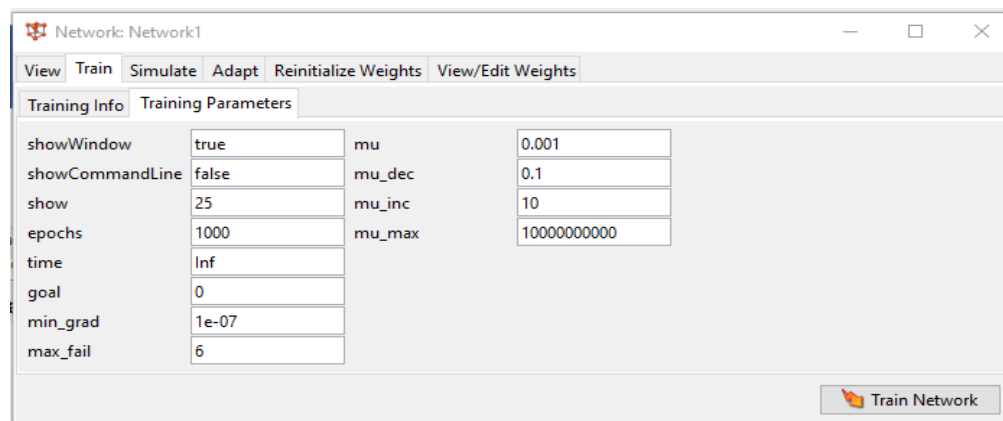 Network: Network1
View Train Simulate Adapt Reinitialize Weights View/Edit Weights
Training Info Training Parameters
showWindow true mu 0.001
showCommandLine false mu_dec 0.1
show 25 mu_inc 10
epochs 1000 mu_max 10000000000
time Inf
goal 0
min_grad 1e-07
max_fail 6
Train Network